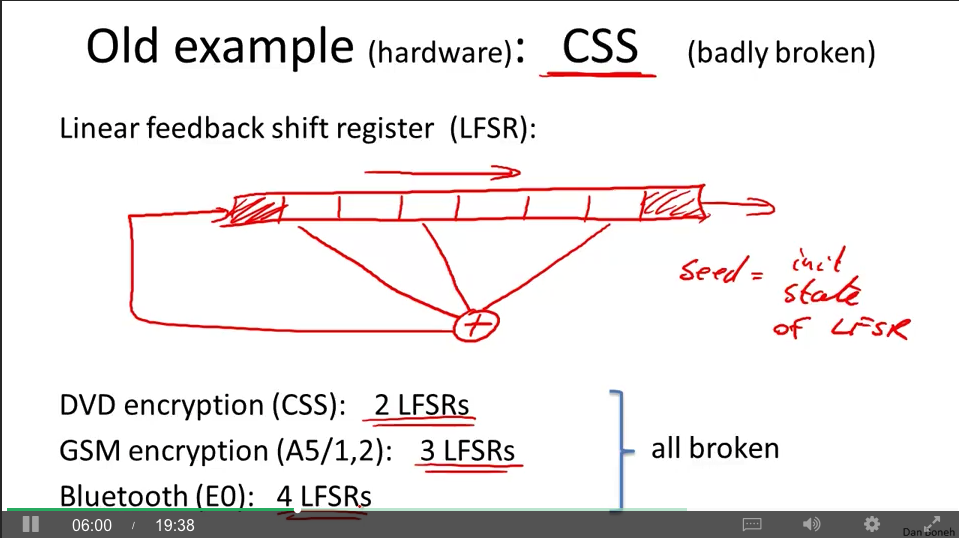 Old example (hardware): CSS (badly broken)
Linear feedback shift register (LFSR):
+
seed = init
state
of LFSR
DVD encryption (CSS): 2 LFSRs
GSM encryption (A5/1,2): 3 LFSRs
all broken
Bluetooth (E0): 4 LFSRs
06:00 / 19:38
Dan Boneh